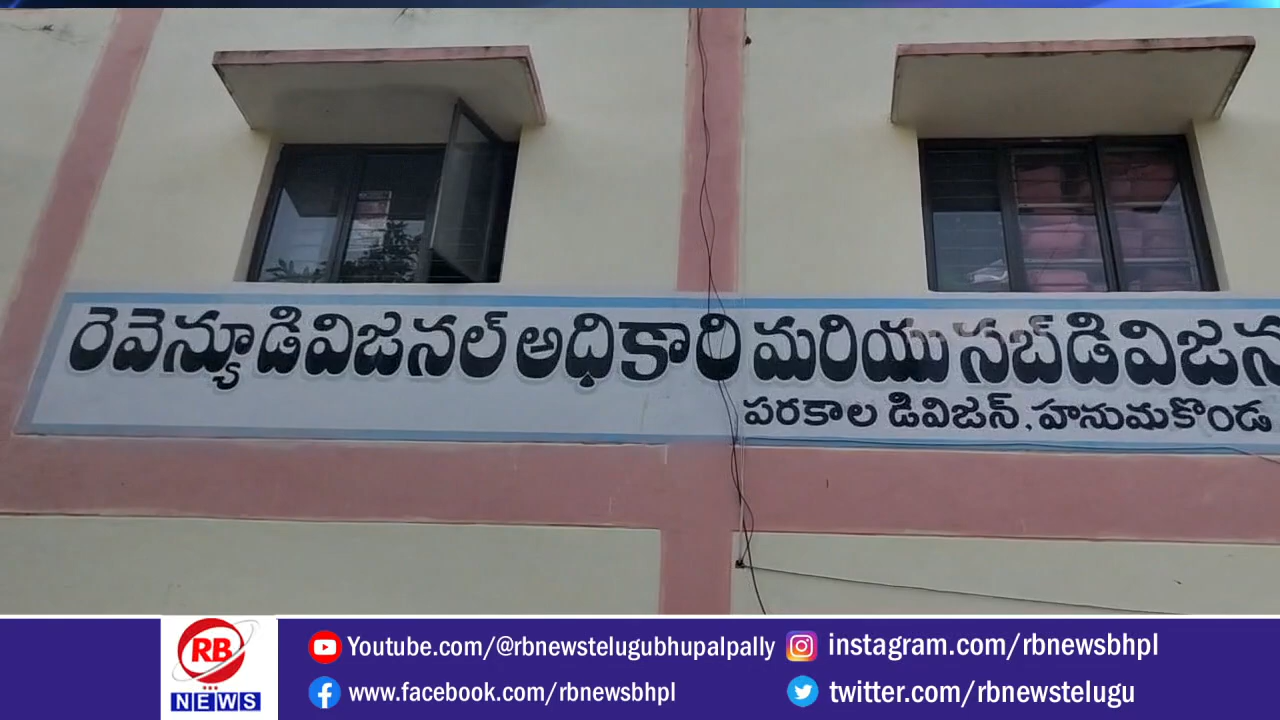 రెవెన్యూ డివిజనల్ అధికారి మరియు సబ్ డివిజన
పరకాల డివిజన్, హనుమకొండ
RB
NEWS
Youtube.com/@rbnewstelugubhupalpally
instagram.com/rbnewsbhpl
www.facebook.com/rbnewsbhpl
twitter.com/rbnewstelugu